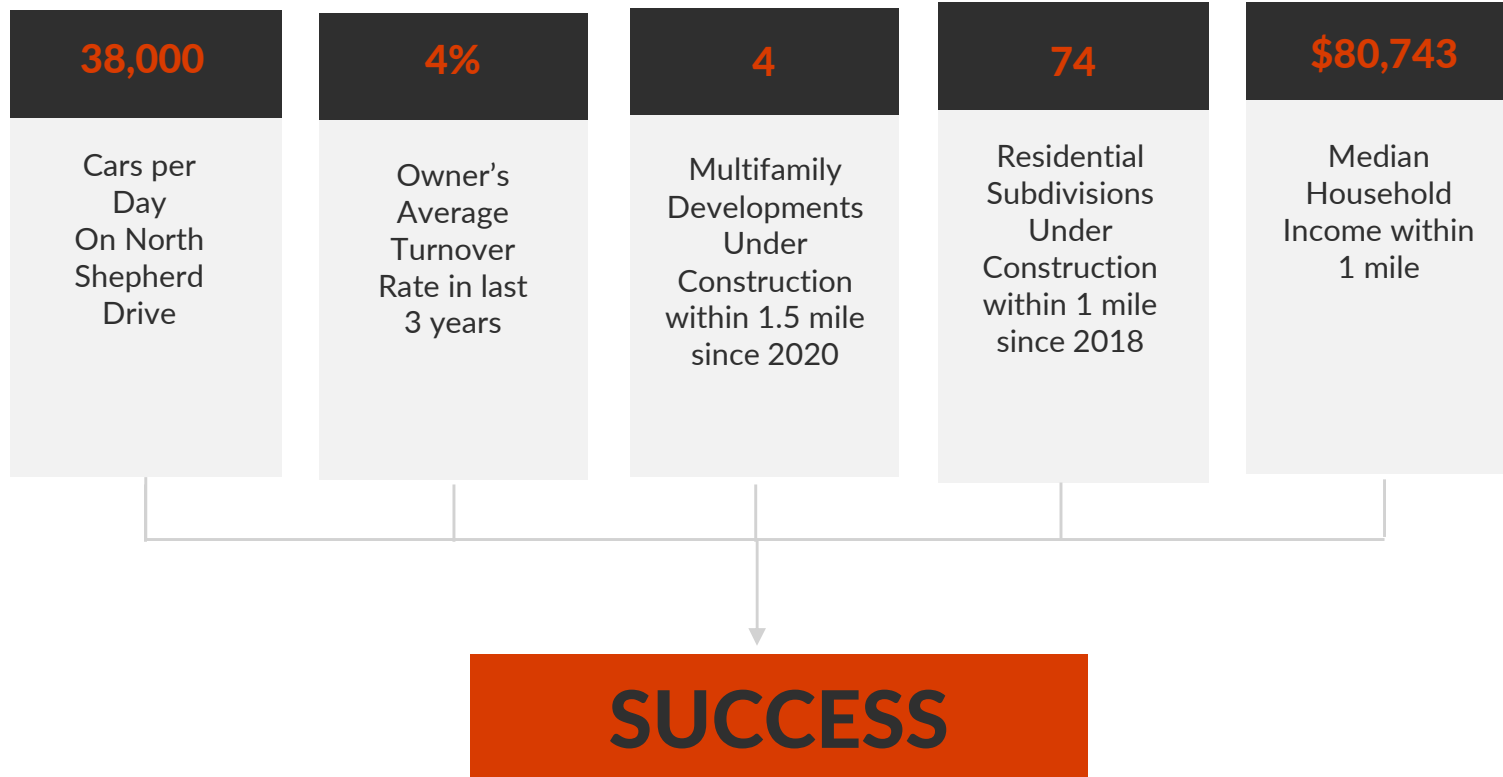 38,000
Cars per
Day
On North
Shepherd
Drive
4%
Owner’s
Average
Turnover
Rate in last
3 years
4
Multifamily
Developments
Under
Construction
within 1.5 mile
since 2020
74
Residential
Subdivisions
Under
Construction
within 1 mile
since 2018
$80,743
Median
Household
Income within
1 mile
SUCCESS